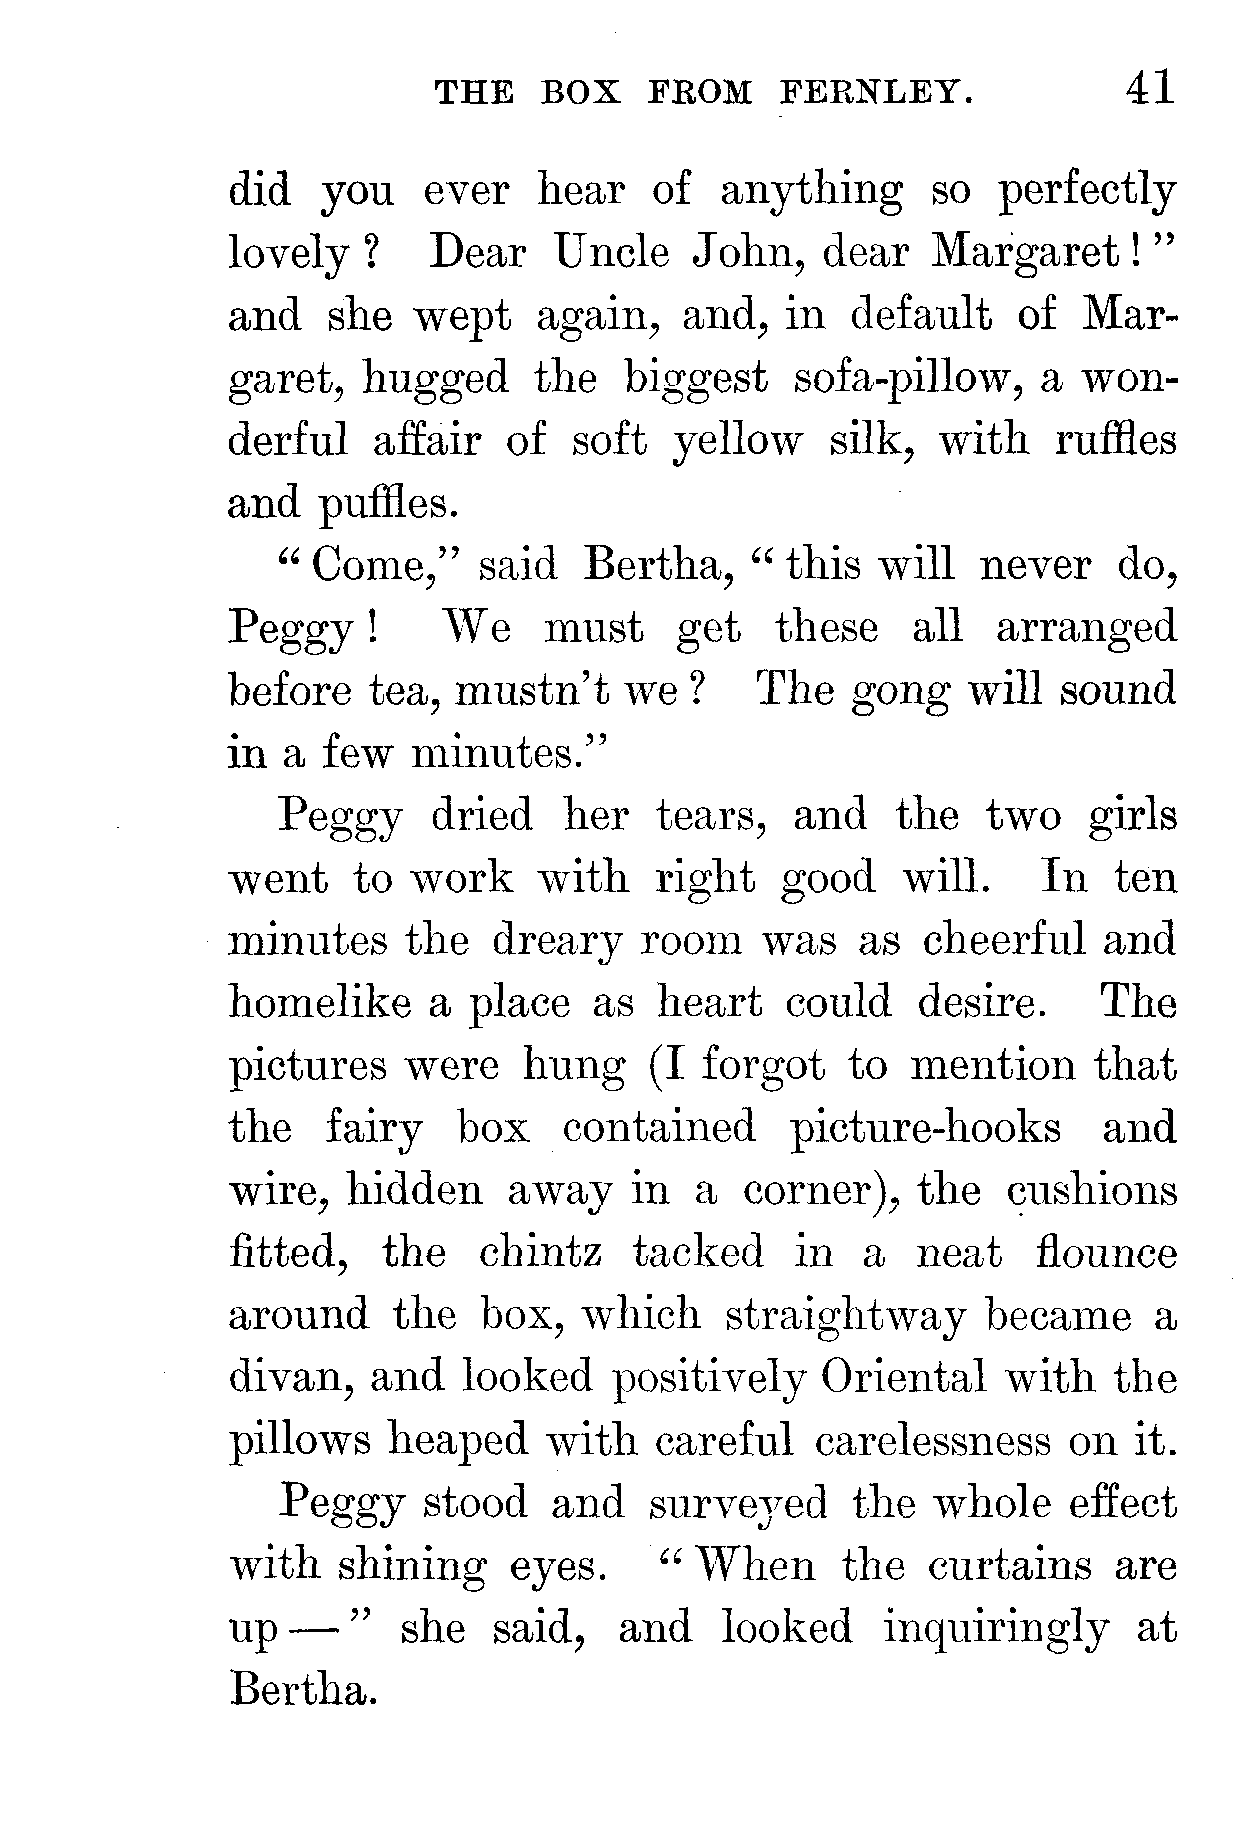 THE BOX FROM FERNLEY. 41
did you ever hear of anything so perfectly
lovely ? Dear Uncle John, dear Margaret ! ”
and she wept again, and, in default of Mar-
garet, hugged the biggest sofa-pillow, a won-
derful affair of soft yellow silk, with ruffles
and puffles.
“ Come,” said Bertha, “ this will never do,
Peggy ! We must get these all arranged
before tea, mustn’t we ? The gong will sound
in a few minutes.”
Peggy dried her tears, and the two girls
went to work with right good will. In ten
minutes the dreary room was as cheerful and
homelike a place as heart could desire. The
pictures were hung (I forgot to mention that
the fairy box contained picture-hooks and
wire, hidden away in a corner), the cushions
fitted, the chintz tacked in a neat flounce
around the box, which straightway became a
divan, and looked positively Oriental with the
pillows heaped with careful carelessness on it.
Peggy stood and surveyed the whole effect
with shining eyes. “ When the curtains are
up — ” she said, and looked inquiringly at
Bertha.